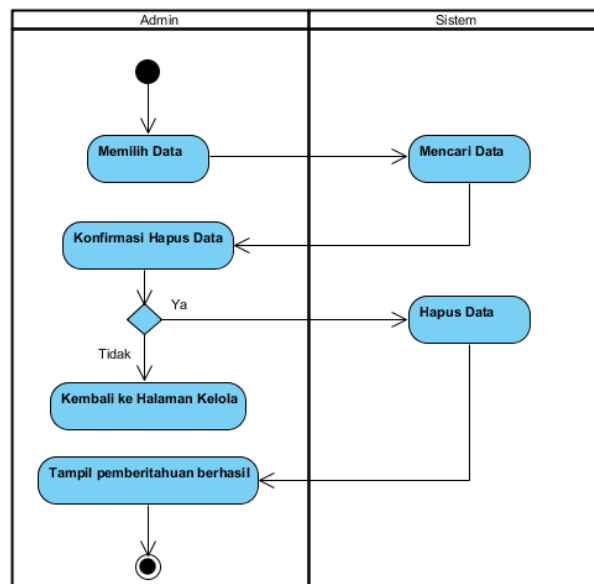 Admin
Sistem
Memilih Data
Mencari Data
Konfirmasi Hapus Data
Ya
Hapus Data
Tidak
Kembali ke Halaman Kelola
Tampil pemberitahuan berhasil